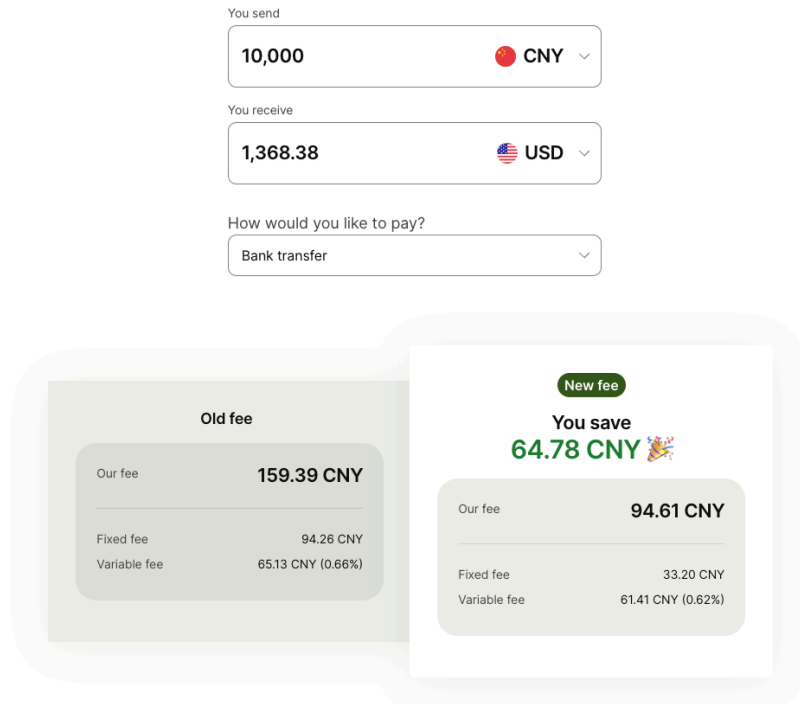 You send
10,000 CNY
You receive
1,368.38 USD
How would you like to pay?
Bank transfer
Old fee
Our fee 159.39 CNY
Fixed fee 94.26 CNY
Variable fee 65.13 CNY (0.66%)
New fee
You save
64.78 CNY 🎉
Our fee 94.61 CNY
Fixed fee 33.20 CNY
Variable fee 61.41 CNY (0.62%)